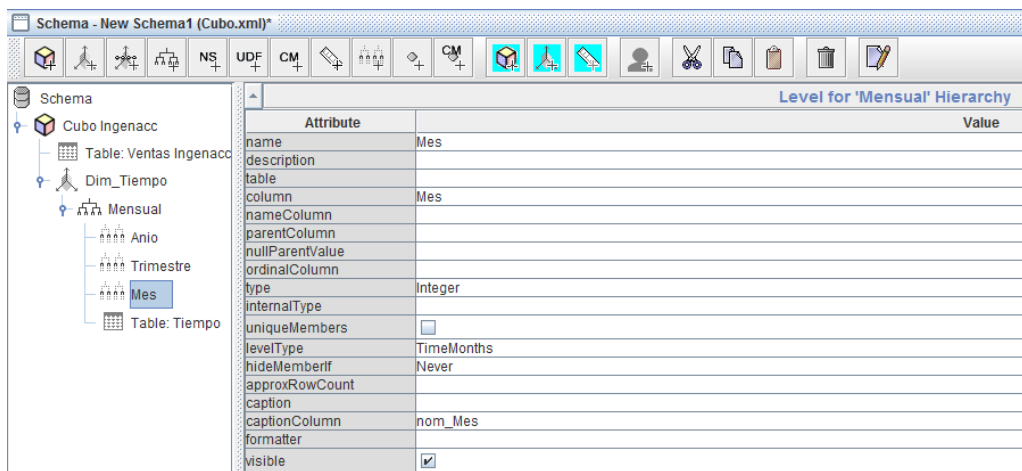 Schema - New Schema1 (Cubo.xml)*
NS UDF CM CM
Schema
Cubo Ingenacc
Table: Ventas Ingenacc
Dim_Tiempo
Mensual
Anio
Trimestre
Mes
Table: Tiempo
Level for 'Mensual' Hierarchy
Attribute Value
name Mes
description
table
column Mes
nameColumn
parentColumn
nullParentValue
ordinalColumn
type Integer
internalType
uniqueMembers
levelType TimeMonths
hideMemberIf Never
approxRowCount
caption
captionColumn nom_Mes
formatter
visible